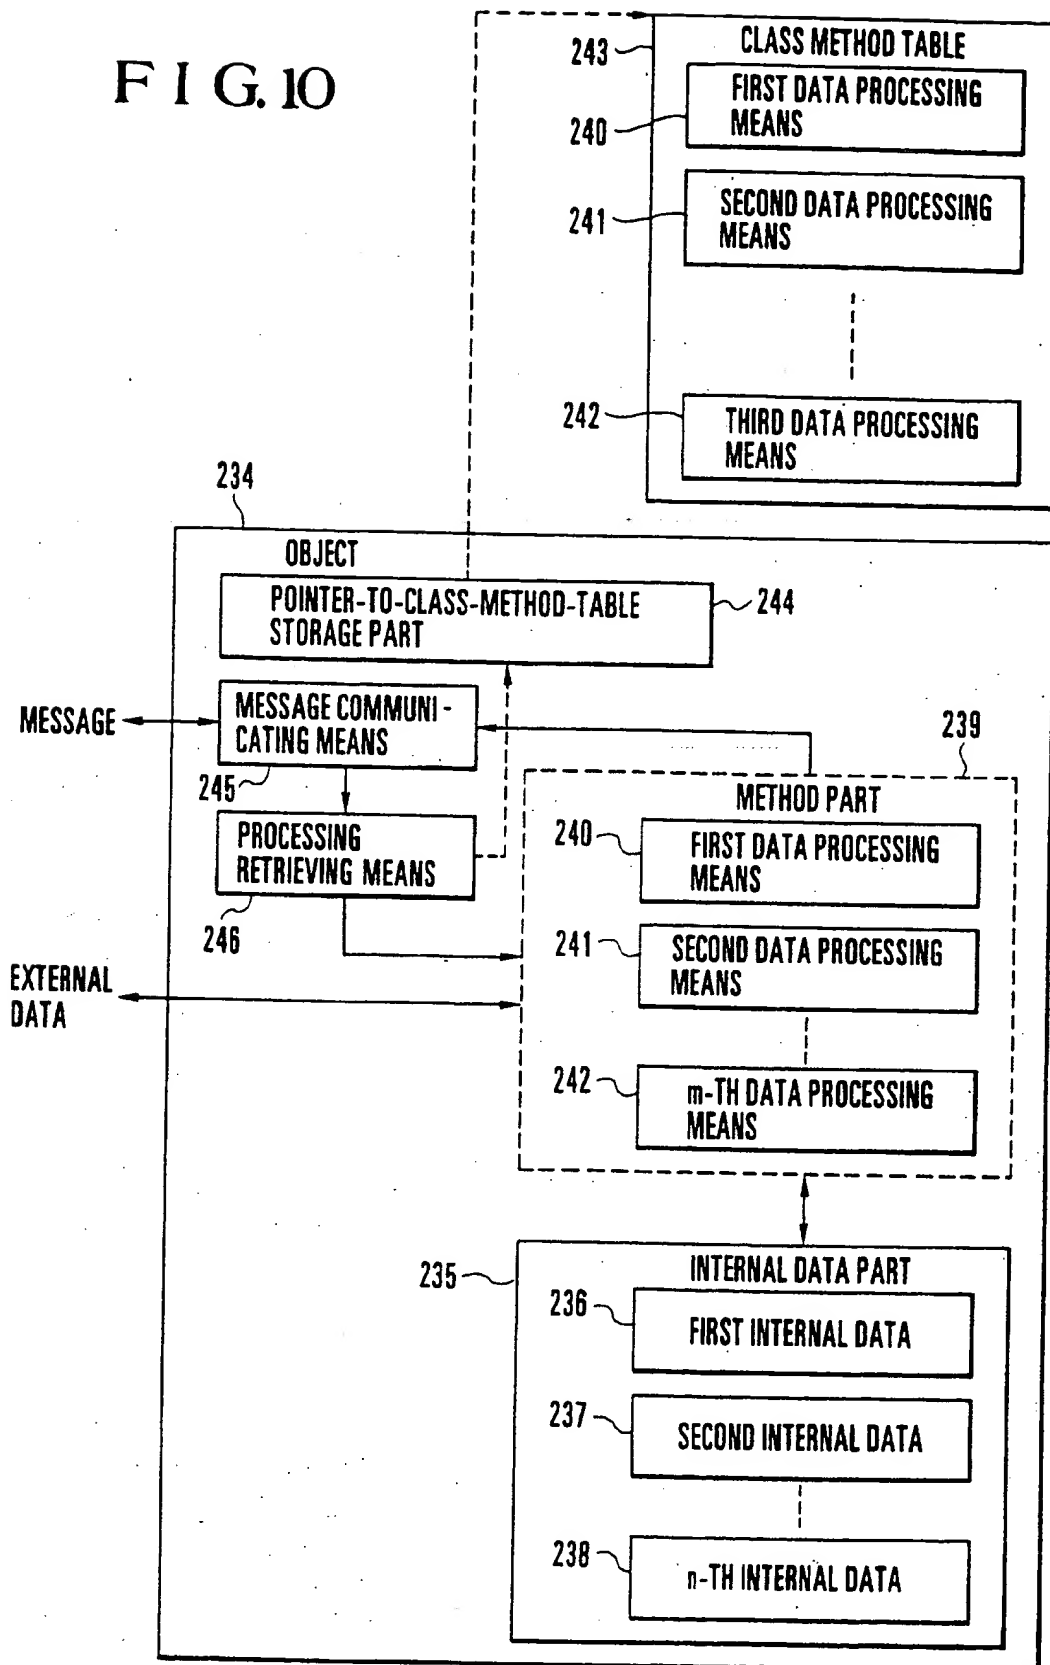 FIG. 10
243
CLASS METHOD TABLE
FIRST DATA PROCESSING
MEANS
240
SECOND DATA PROCESSING
MEANS
241
242
THIRD DATA PROCESSING
MEANS
234
OBJECT
POINTER-TO-CLASS-METHOD-TABLE
STORAGE PART
244
MESSAGE
MESSAGE COMMUNI-
CATING MEANS
245
239
METHOD PART
PROCESSING
RETRIEVING MEANS
246
240
FIRST DATA PROCESSING
MEANS
241
SECOND DATA PROCESSING
MEANS
EXTERNAL
DATA
242
m-TH DATA PROCESSING
MEANS
235
INTERNAL DATA PART
236
FIRST INTERNAL DATA
237
SECOND INTERNAL DATA
238
n-TH INTERNAL DATA